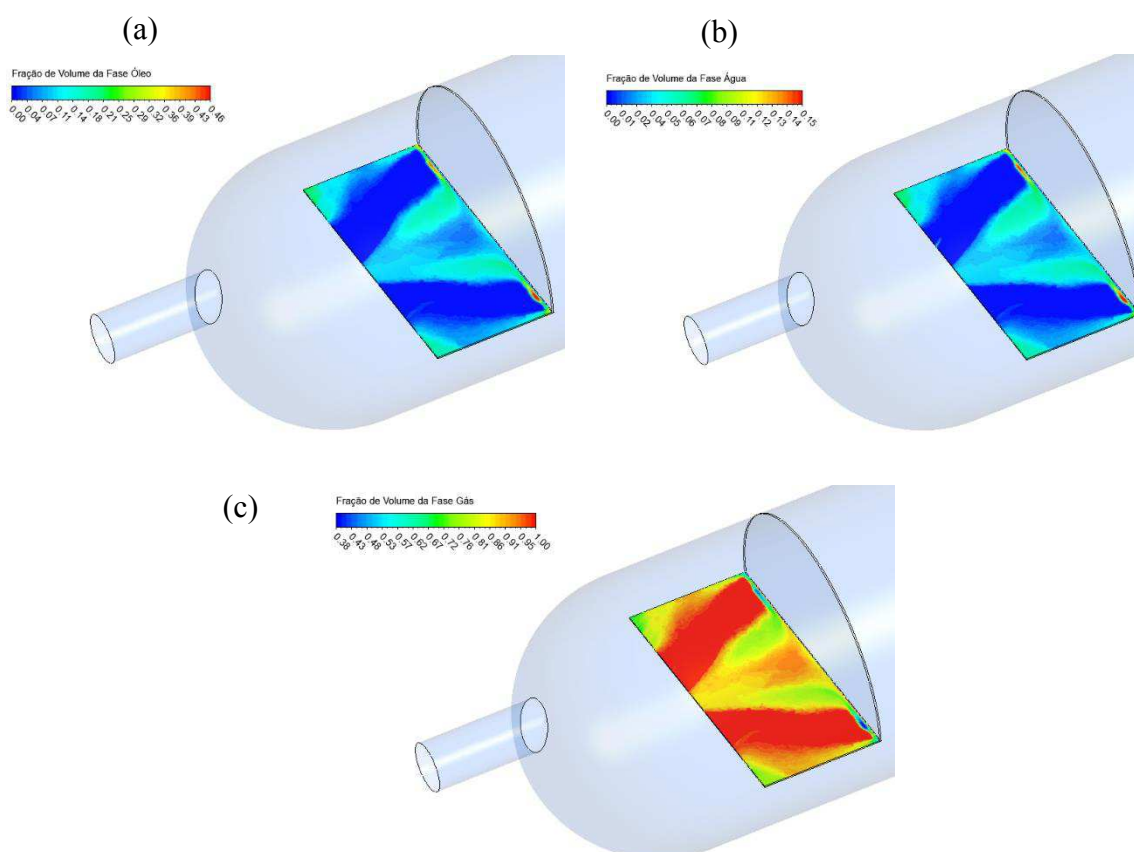 (a)
Fração de Volume da Fase Óleo
0.00 0.04 0.07 0.11 0.14 0.18 0.21 0.25 0.29 0.32 0.36 0.39 0.43 0.46
(b)
Fração de Volume da Fase Água
0.00 0.01 0.02 0.04 0.05 0.06 0.07 0.08 0.09 0.11 0.12 0.13 0.14 0.15
(c)
Fração de Volume da Fase Gás
0.38 0.43 0.48 0.53 0.57 0.62 0.67 0.72 0.76 0.81 0.86 0.91 0.95 1.00